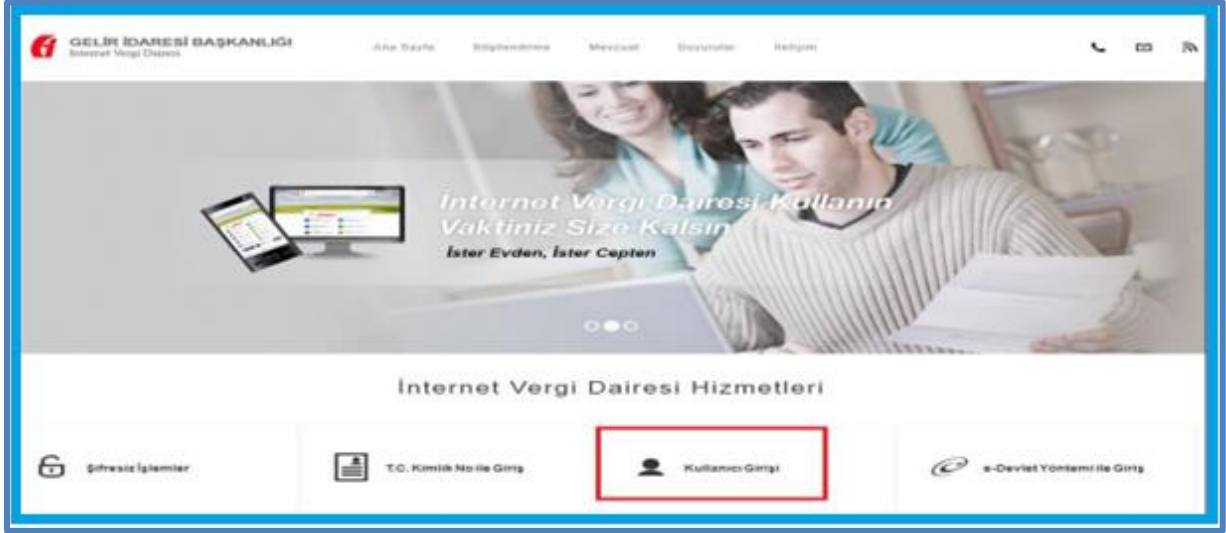 GELİR İDARESİ BAŞKANLIĞI
İnternet Vergi Dairesi
Ana Sayfa Bilgilendirme Mevzuat Duyurular İletişim
İnternet Vergi Dairesi Kullanın
Vaktiniz Size Kalsın
İster Evden, İster Cepten
İnternet Vergi Dairesi Hizmetleri
Şifresiz İşlemler
T.C. Kimlik No ile Giriş
Kullanıcı Girişi
e-Devlet Yöntemi ile Giriş